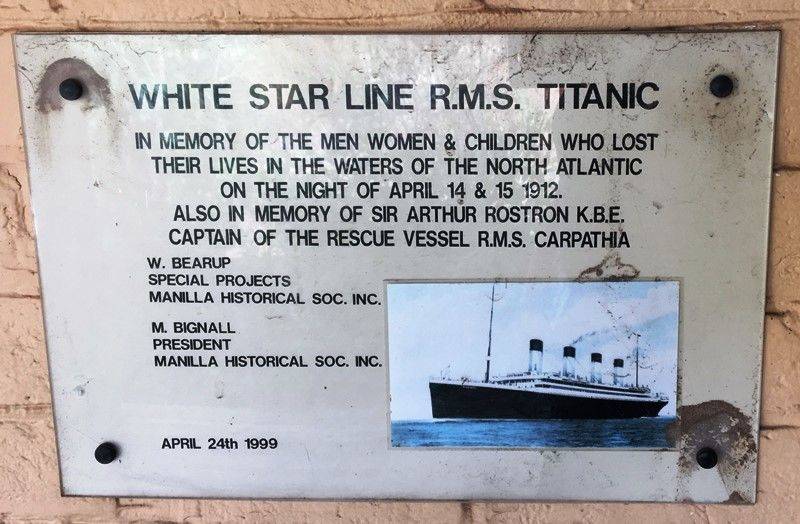 WHITE STAR LINE R.M.S. TITANIC
IN MEMORY OF THE MEN WOMEN & CHILDREN WHO LOST
THEIR LIVES IN THE WATERS OF THE NORTH ATLANTIC
ON THE NIGHT OF APRIL 14 & 15 1912.
ALSO IN MEMORY OF SIR ARTHUR ROSTRON K.B.E.
CAPTAIN OF THE RESCUE VESSEL R.M.S. CARPATHIA
W. BEARUP
SPECIAL PROJECTS
MANILLA HISTORICAL SOC. INC.
M. BIGNALL
PRESIDENT
MANILLA HISTORICAL SOC. INC.
APRIL 24th 1999